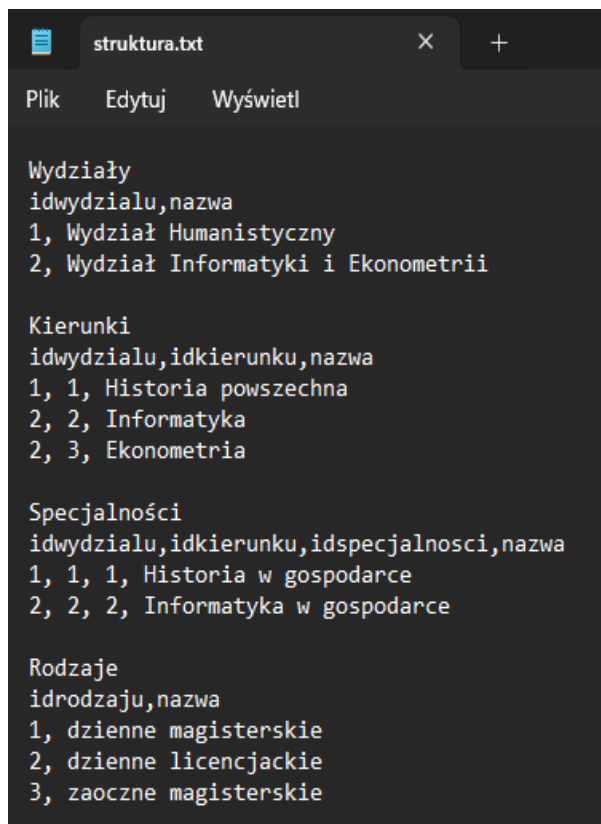 struktura.txt
Plik Edytuj Wyświetl
Wydziały
idwydzialu,nazwa
1, Wydział Humanistyczny
2, Wydział Informatyki i Ekonometrii
Kierunki
idwydzialu,idkierunku,nazwa
1, 1, Historia powszechna
2, 2, Informatyka
2, 3, Ekonometria
Specjalności
idwydzialu,idkierunku,idspecjalnosci,nazwa
1, 1, 1, Historia w gospodarce
2, 2, 2, Informatyka w gospodarce
Rodzaje
idrodzaju,nazwa
1, dzienne magisterskie
2, dzienne licencjackie
3, zaoczne magisterskie